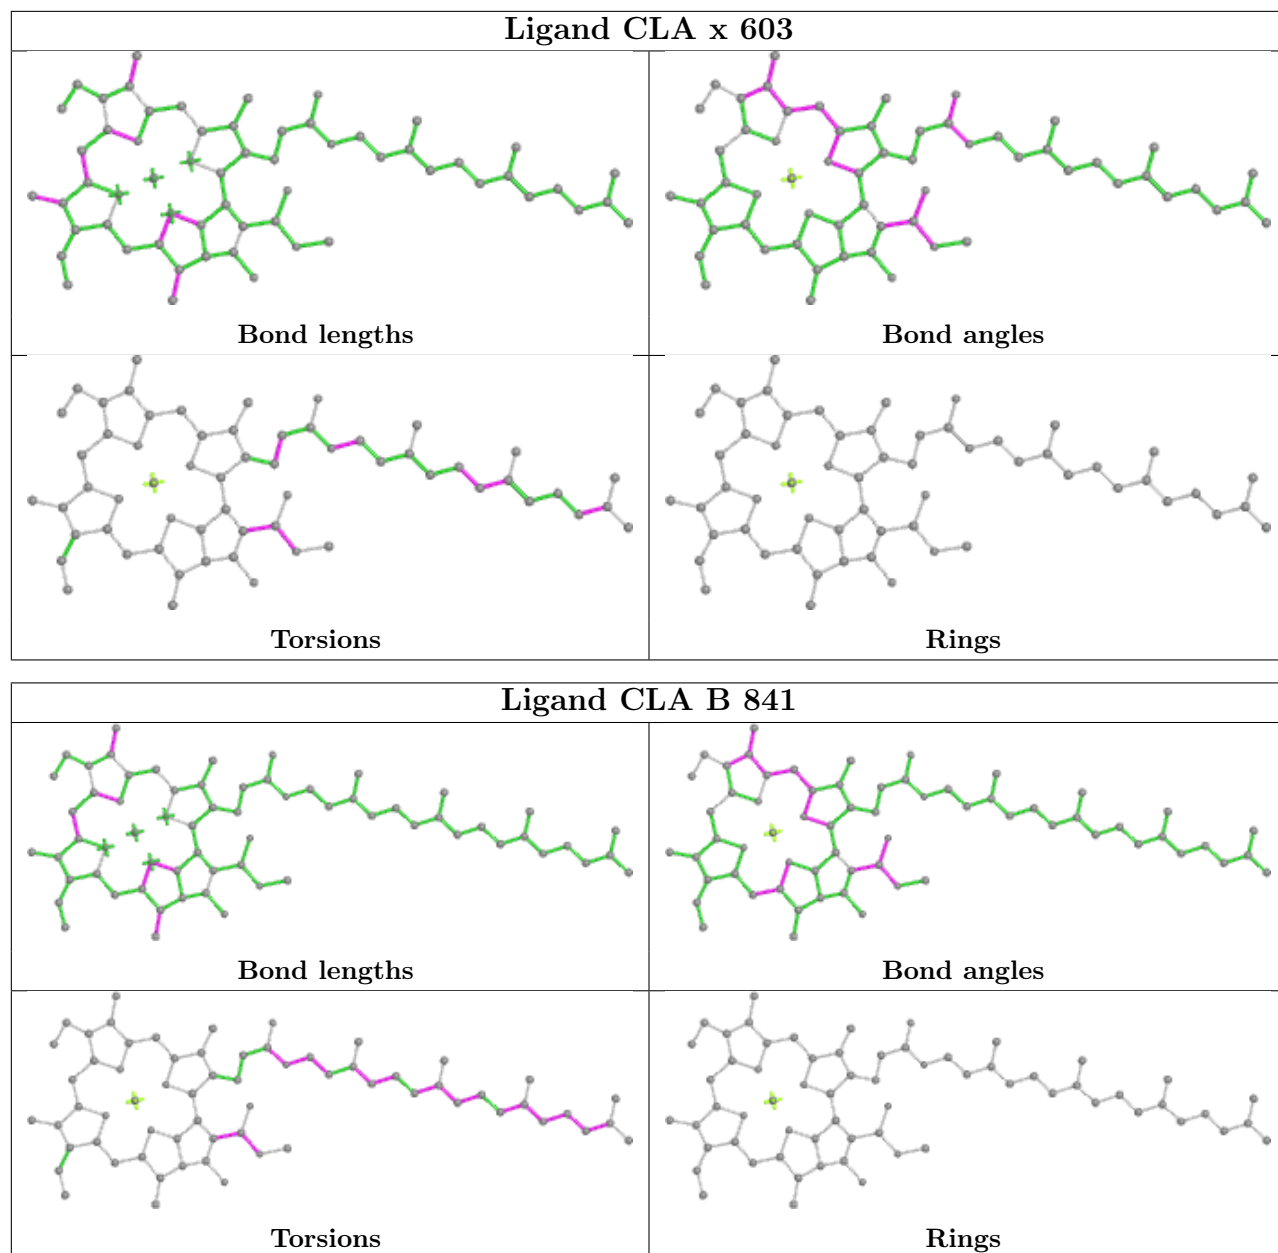 Ligand CLA x 603
Bond lengths
Bond angles
Torsions
Rings
Ligand CLA B 841
Bond lengths
Bond angles
Torsions
Rings